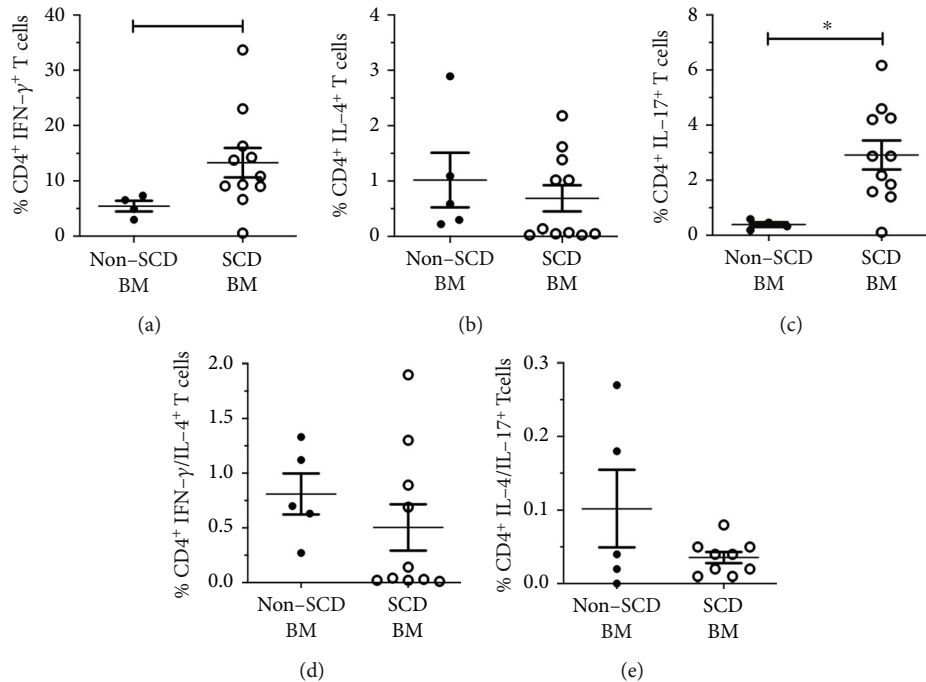 % CD4⁺ IFN–γ⁺ T cells
40
30
20
10
0
Non–SCD
BM
SCD
BM
(a)
% CD4⁺ IL–4⁺ T cells
4
3
2
1
0
Non–SCD
BM
SCD
BM
(b)
% CD4⁺ IL–17⁺ T cells
8
6
4
2
0
*
Non–SCD
BM
SCD
BM
(c)
% CD4⁺ IFN–γ/IL–4⁺ T cells
2.0
1.5
1.0
0.5
0.0
Non–SCD
BM
SCD
BM
(d)
% CD4⁺ IL–4/IL–17⁺ Tcells
0.3
0.2
0.1
0.0
Non–SCD
BM
SCD
BM
(e)